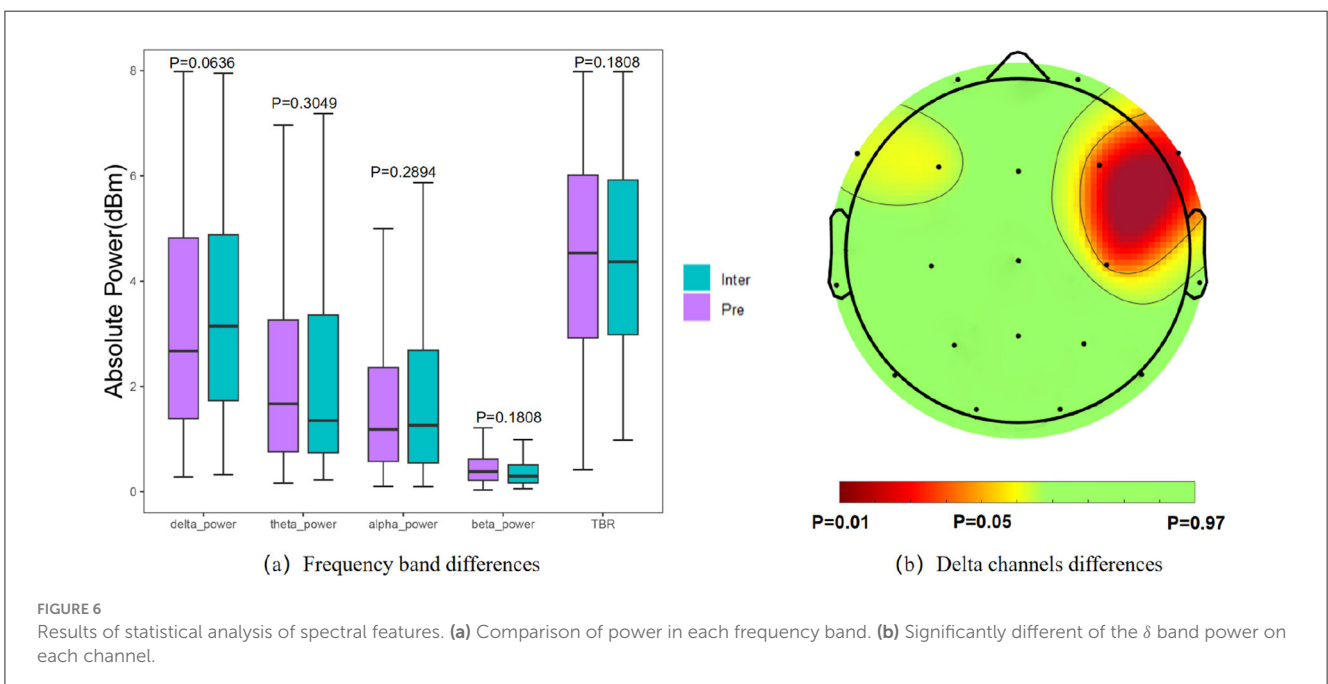 P=0.0636
P=0.3049
P=0.2894
P=0.1808
P=0.1808
Absolute Power(dBm)
8
6
4
2
0
delta_power
theta_power
alpha_power
beta_power
TBR
Inter
Pre
P=0.01
P=0.05
P=0.97
(a) Frequency band differences
(b) Delta channels differences
FIGURE 6
Results of statistical analysis of spectral features. (a) Comparison of power in each frequency band. (b) Significantly different of the δ band power on
each channel.